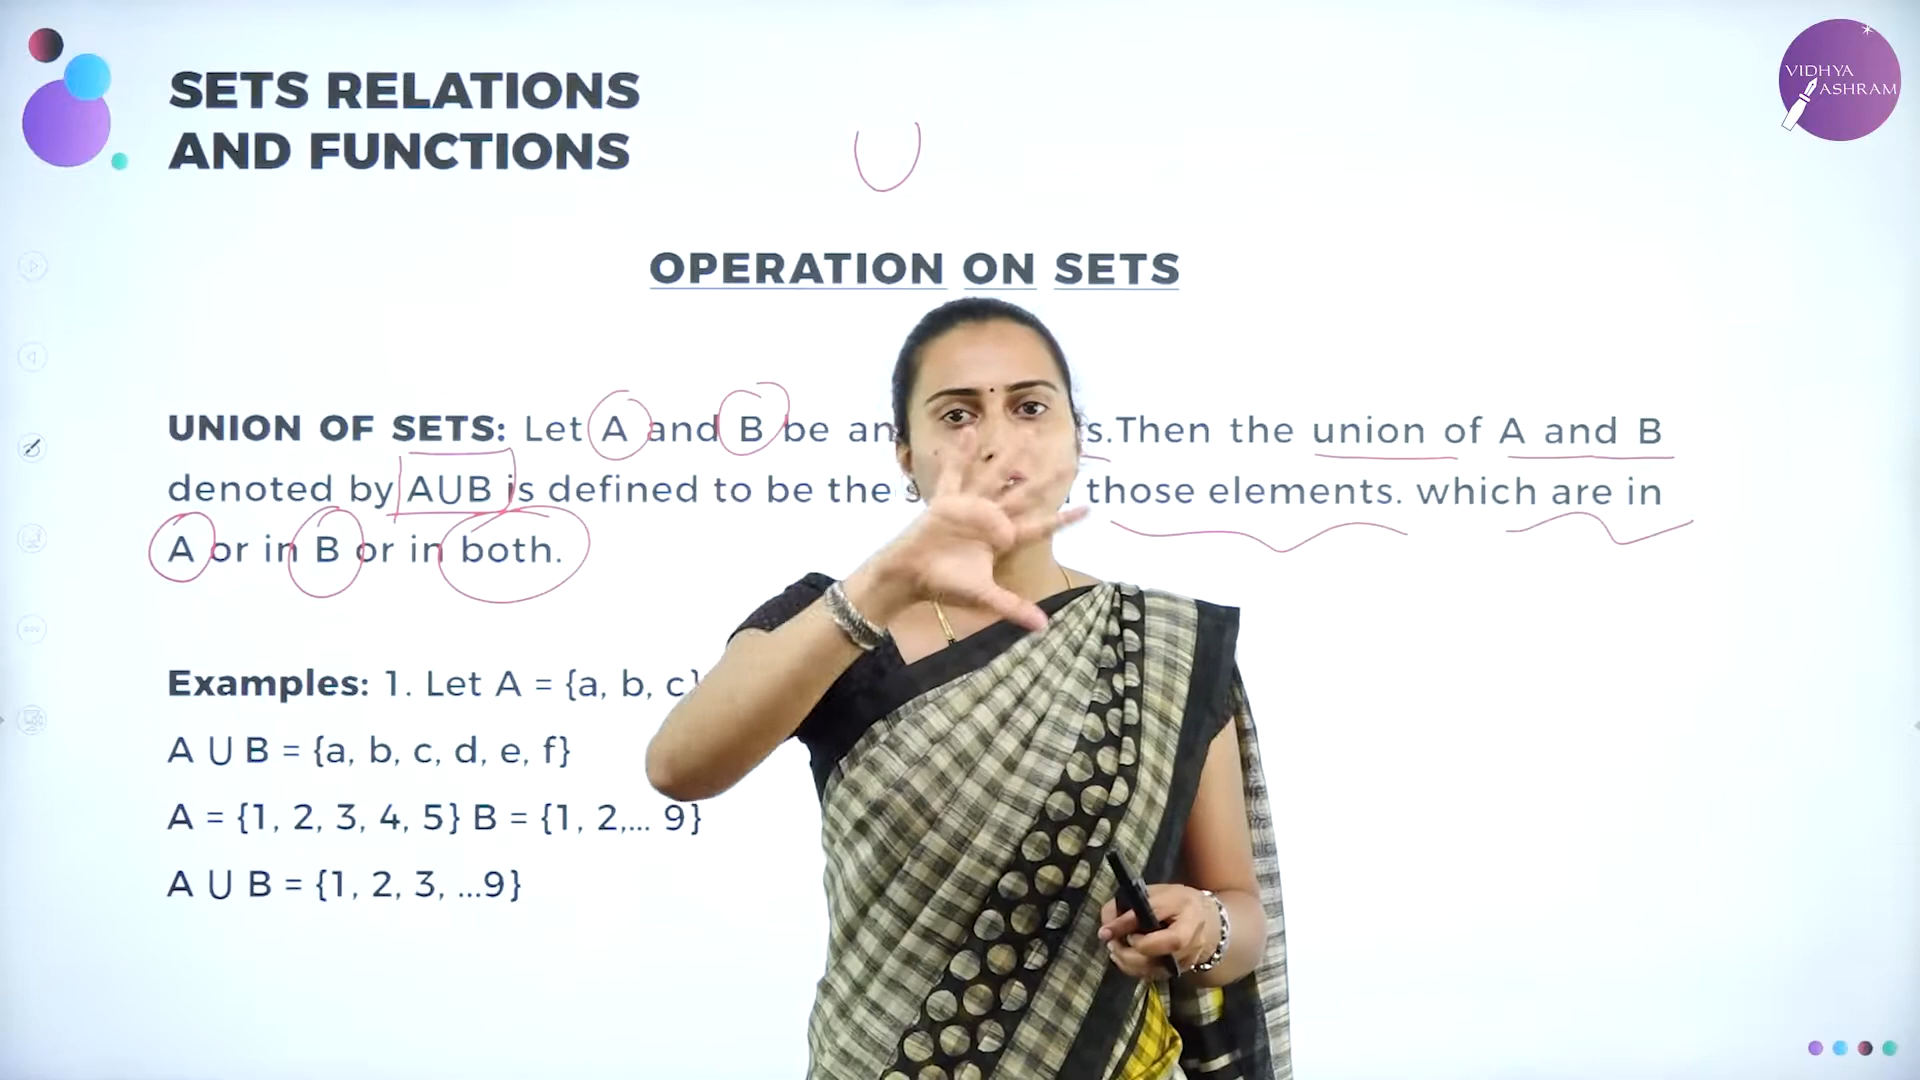 SETS RELATIONS
AND FUNCTIONS
VIDHYA
ASHRAM
U
OPERATION ON SETS
UNION OF SETS: Let A and B be an s.Then the union of A and B
denoted by AUB is defined to be the those elements. which are in
A or in B or in both.
Examples: 1. Let A = {a, b, c}
A ⋃ B = {a, b, c, d, e, f}
A = {1, 2, 3, 4, 5} B = {1, 2,... 9}
A ⋃ B = {1, 2, 3, ...9}